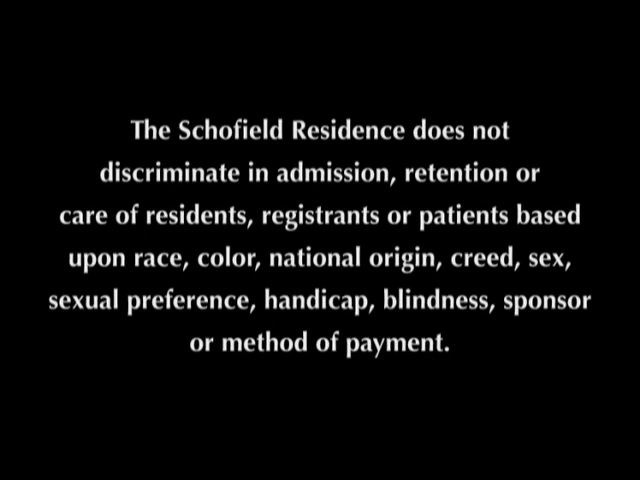 The Schofield Residence does not
discriminate in admission, retention or
care of residents, registrants or patients based
upon race, color, national origin, creed, sex,
sexual preference, handicap, blindness, sponsor
or method of payment.